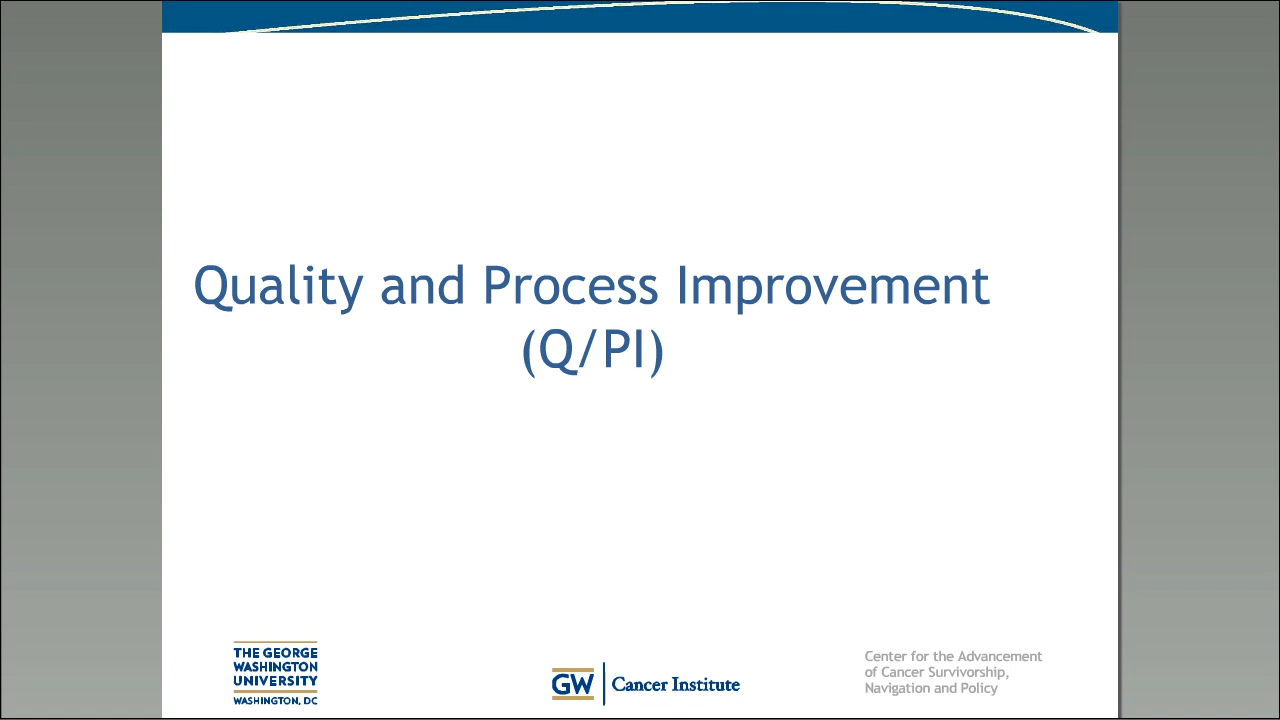 Quality and Process Improvement
(Q/PI)
THE GEORGE
WASHINGTON
UNIVERSITY
WASHINGTON, DC
GW Cancer Institute
Center for the Advancement
of Cancer Survivorship,
Navigation and Policy